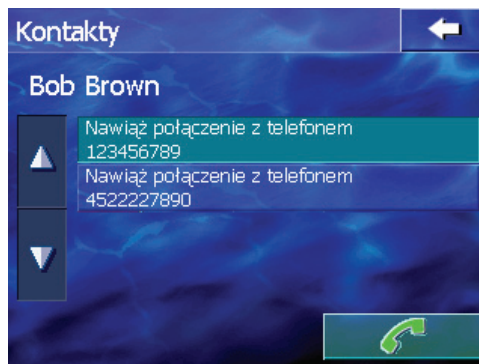 Kontakty
Bob Brown
Nawiąż połączenie z telefonem
123456789
Nawiąż połączenie z telefonem
4522227890